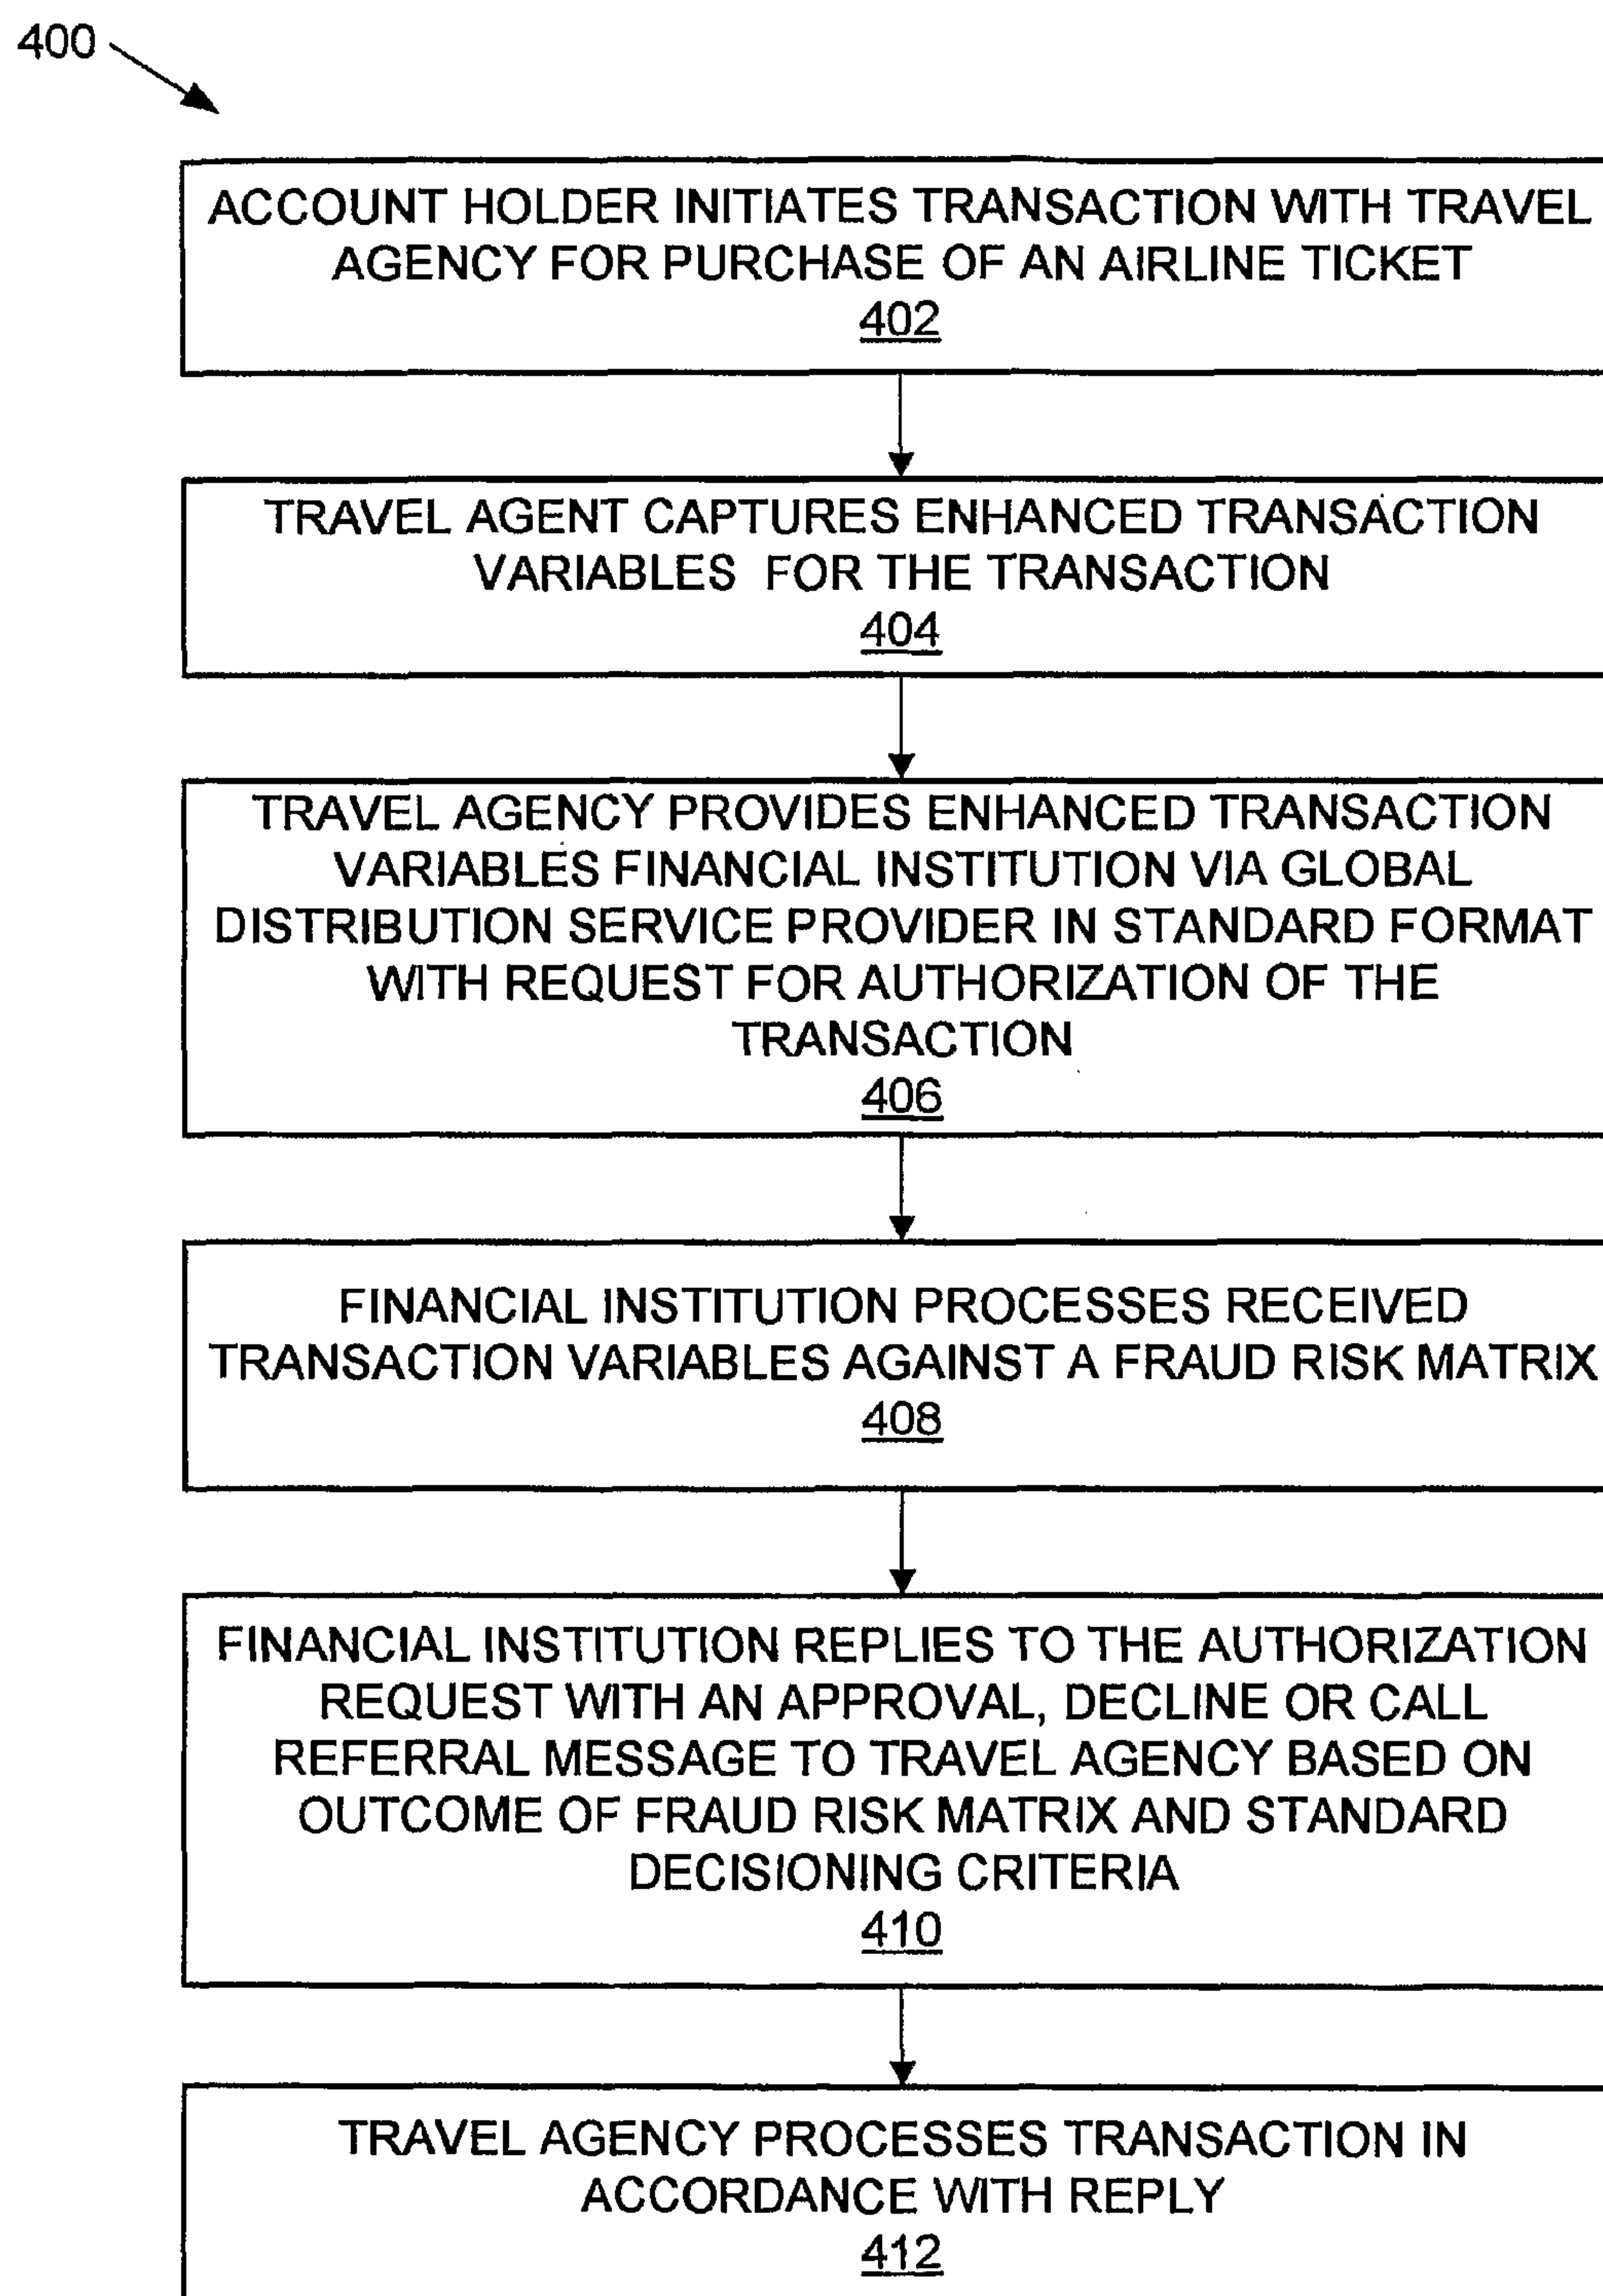 400
ACCOUNT HOLDER INITIATES TRANSACTION WITH TRAVEL
AGENCY FOR PURCHASE OF AN AIRLINE TICKET
402
TRAVEL AGENT CAPTURES ENHANCED TRANSACTION
VARIABLES FOR THE TRANSACTION
404
TRAVEL AGENCY PROVIDES ENHANCED TRANSACTION
VARIABLES FINANCIAL INSTITUTION VIA GLOBAL
DISTRIBUTION SERVICE PROVIDER IN STANDARD FORMAT
WITH REQUEST FOR AUTHORIZATION OF THE
TRANSACTION
406
FINANCIAL INSTITUTION PROCESSES RECEIVED
TRANSACTION VARIABLES AGAINST A FRAUD RISK MATRIX
408
FINANCIAL INSTITUTION REPLIES TO THE AUTHORIZATION
REQUEST WITH AN APPROVAL, DECLINE OR CALL
REFERRAL MESSAGE TO TRAVEL AGENCY BASED ON
OUTCOME OF FRAUD RISK MATRIX AND STANDARD
DECISIONING CRITERIA
410
TRAVEL AGENCY PROCESSES TRANSACTION IN
ACCORDANCE WITH REPLY
412